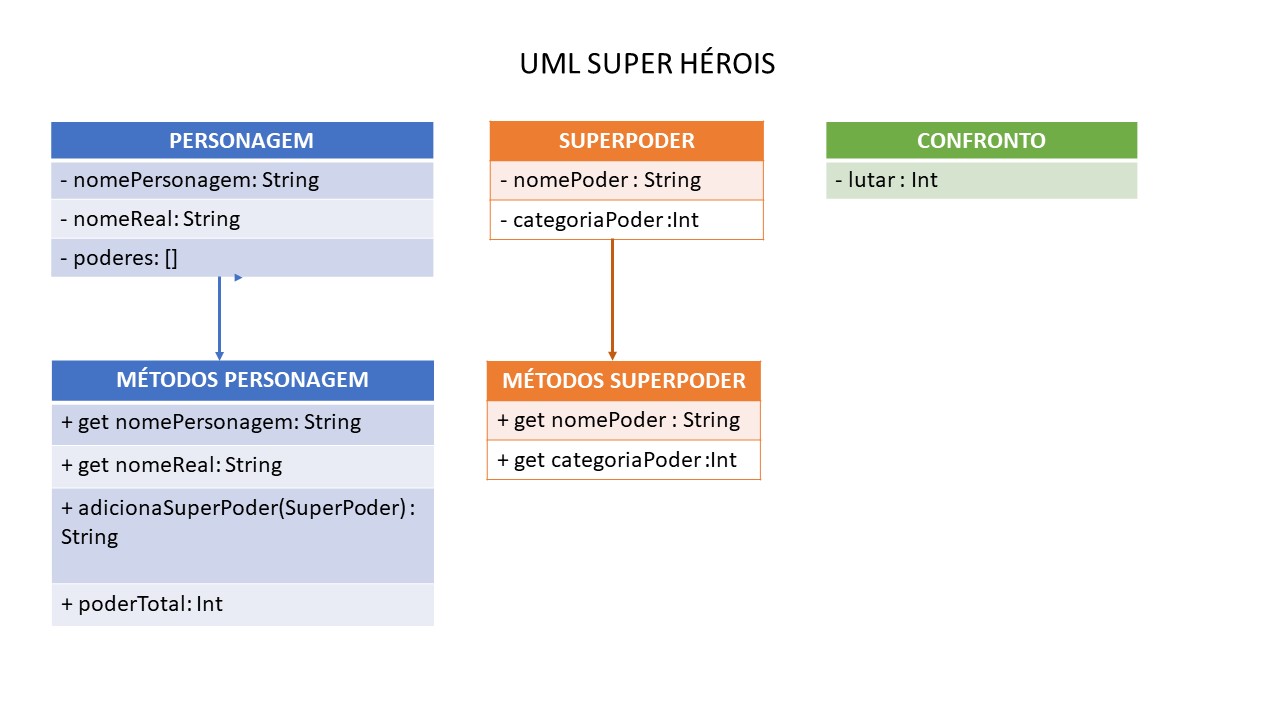 UML SUPER HÉROIS
PERSONAGEM
- nomePersonagem: String
- nomeReal: String
- poderes: []
SUPERPODER
- nomePoder : String
- categoriaPoder :Int
CONFRONTO
- lutar : Int
MÉTODOS PERSONAGEM
+ get nomePersonagem: String
+ get nomeReal: String
+ adicionaSuperPoder(SuperPoder) :
String
+ poderTotal: Int
MÉTODOS SUPERPODER
+ get nomePoder : String
+ get categoriaPoder :Int